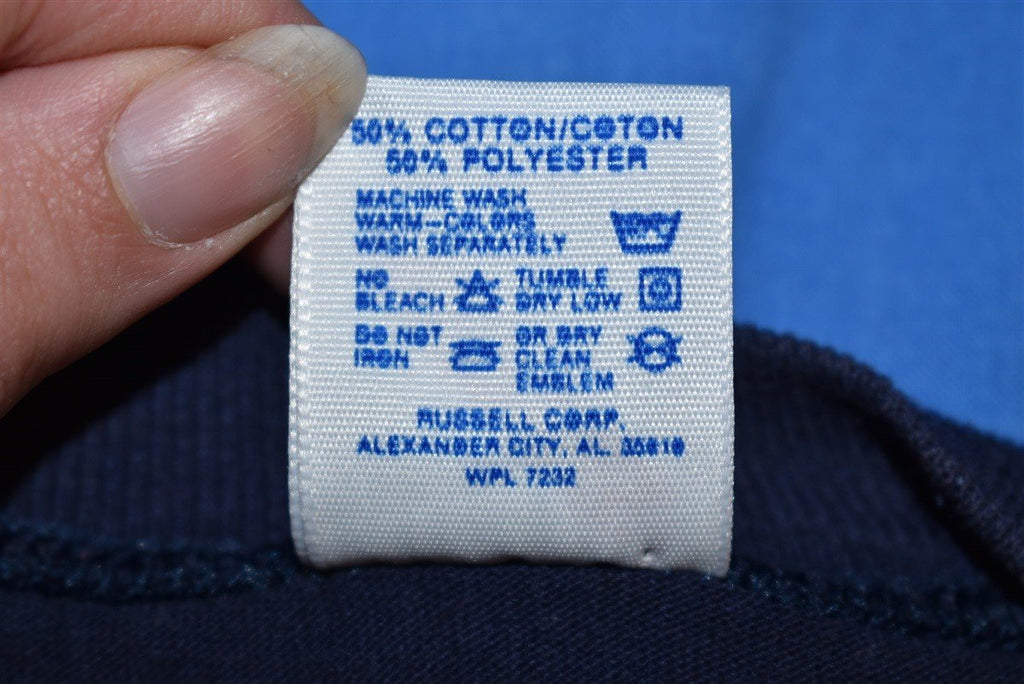 50% COTTON/COTON
50% POLYESTER
MACHINE WASH
WARM-COLORS
WASH SEPARATELY
NO
BLEACH
TUMBLE
DRY LOW
DO NOT
IRON
OR DRY
CLEAN
EMBLEM
RUSSELL CORP.
ALEXANDER CITY, AL. 35010
WPL 7232